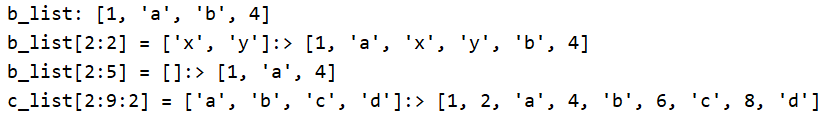 b_list: [1, 'a', 'b', 4]
b_list[2:2] = ['x', 'y']:> [1, 'a', 'x', 'y', 'b', 4]
b_list[2:5] = []:> [1, 'a', 4]
c_list[2:9:2] = ['a', 'b', 'c', 'd']:> [1, 2, 'a', 4, 'b', 6, 'c', 8, 'd']